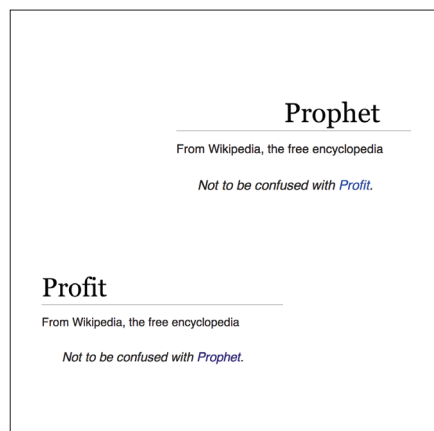 Prophet
From Wikipedia, the free encyclopedia
Not to be confused with Profit.
Profit
From Wikipedia, the free encyclopedia
Not to be confused with Prophet.